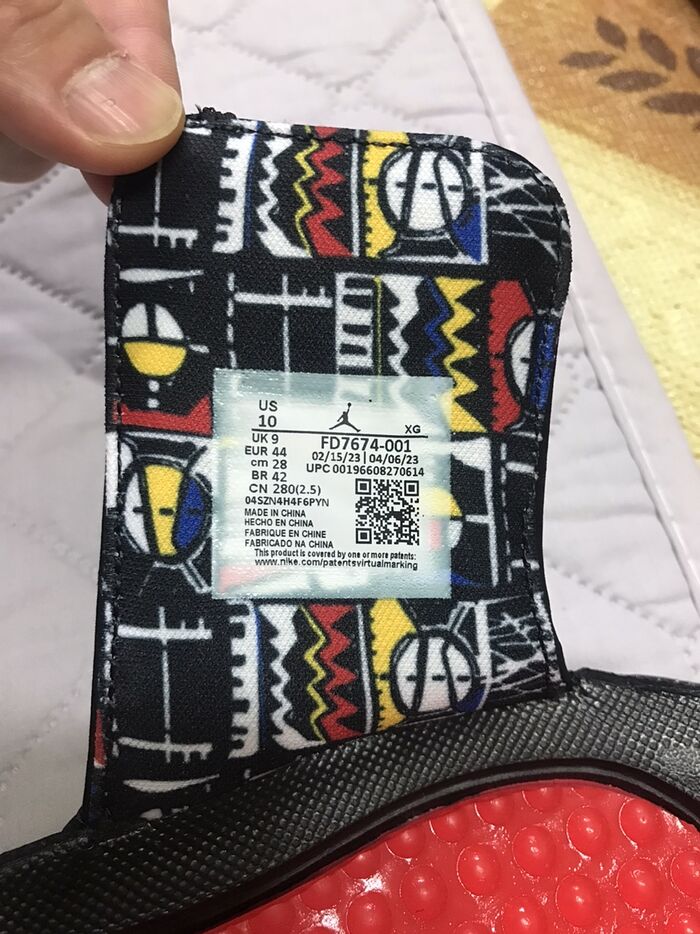 US
10
XG
UK 9
FD7674-001
EUR 44
02/15/23 | 04/06/23
cm 28
UPC 00196608270614
BR 42
CN 280(2.5)
04SZN4H4F6PYN
MADE IN CHINA
HECHO EN CHINA
FABRIQUE EN CHINE
FABRICADO NA CHINA
This product is covered by one or more patents:
www.nike.com/patentsvirtualmarking